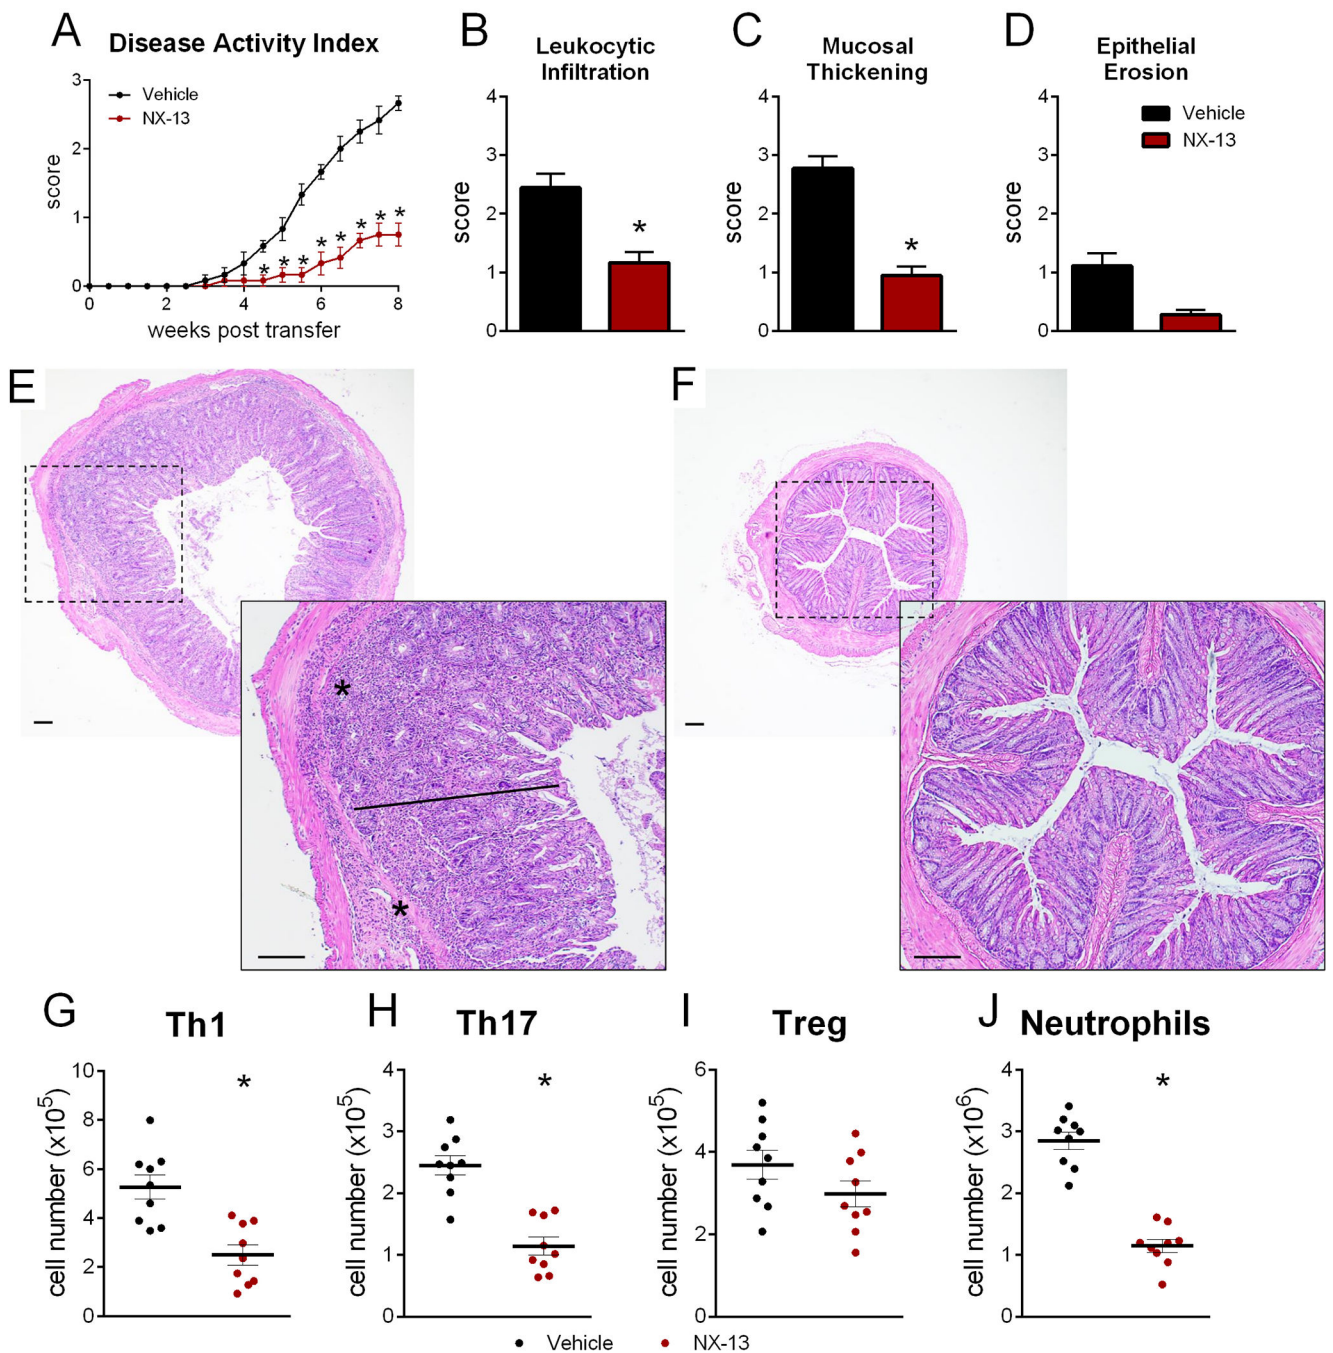 A
Disease Activity Index
Vehicle
NX-13
score
3
2
1
0
0 2 4 6 8
weeks post transfer
* * * * * * * *
B
Leukocytic
Infiltration
score
4
3
2
1
0
*
C
Mucosal
Thickening
score
4
3
2
1
0
*
D
Epithelial
Erosion
Vehicle
NX-13
score
4
3
2
1
0
E
*
*
F
G
Th1
cell number (x10⁵)
10
8
6
4
2
0
*
H
Th17
cell number (x10⁵)
4
3
2
1
0
*
I
Treg
cell number (x10⁵)
6
4
2
0
J
Neutrophils
cell number (x10⁶)
4
3
2
1
0
*
Vehicle NX-13